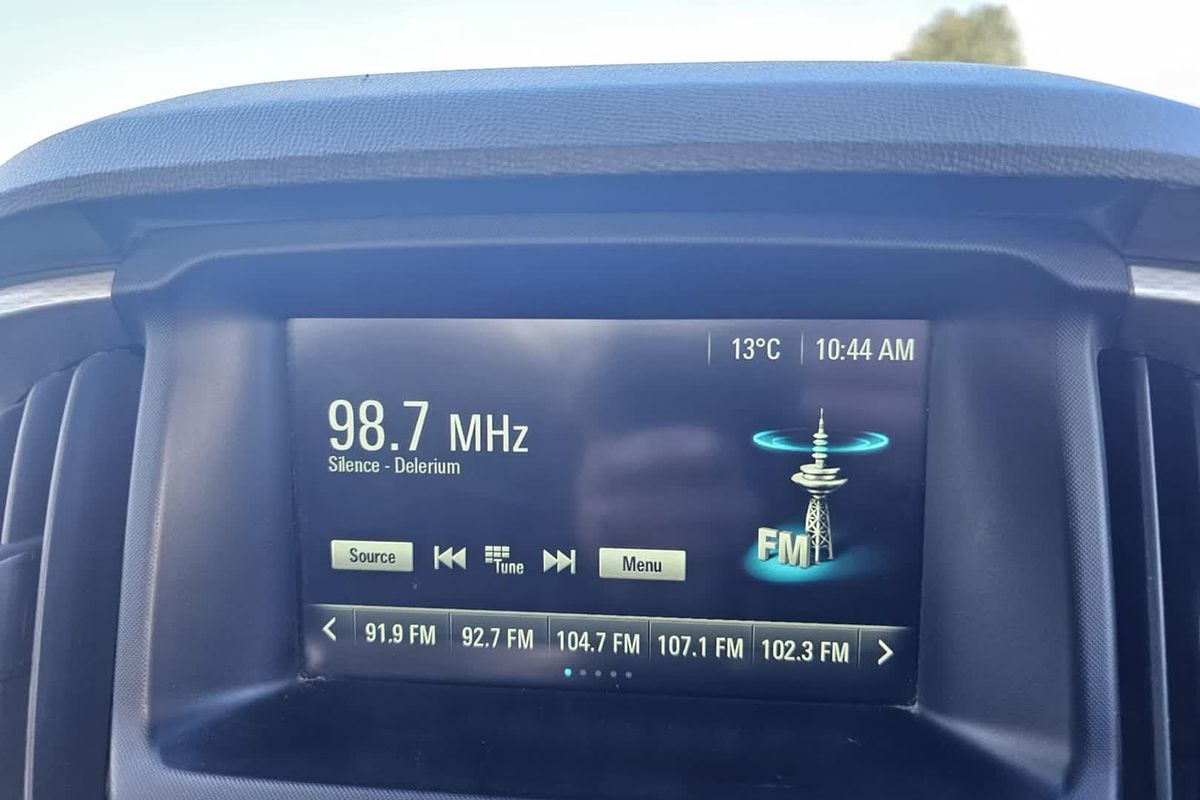 13°C 10:44 AM
98.7 MHz
Silence - Delerium
FM
Source Tune Menu
91.9 FM 92.7 FM 104.7 FM 107.1 FM 102.3 FM